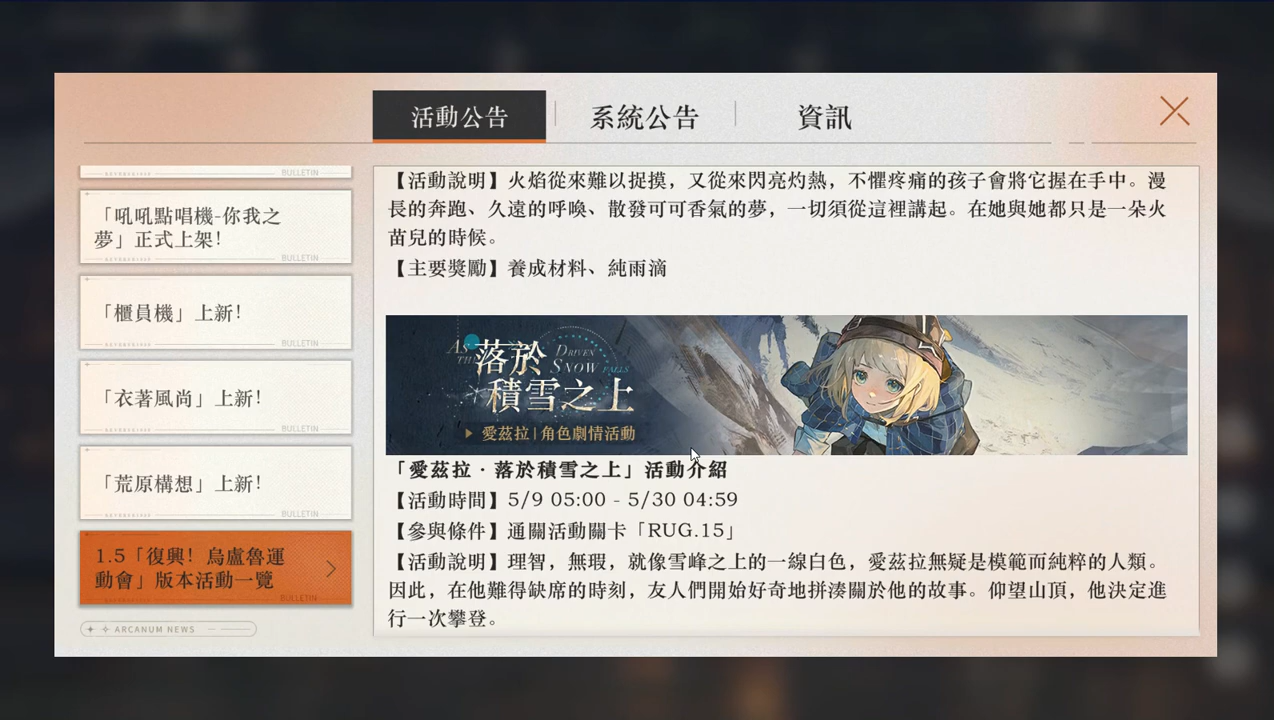 活動公告
系統公告
資訊
BULLETIN
「吼吼點唱機-你我之
夢」正式上架!
BULLETIN
「櫃員機」上新!
BULLETIN
「衣著風尚」上新!
BULLETIN
「荒原構想」上新!
BULLETIN
1.5「復興! 烏盧魯運
動會」版本活動一覽
BULLETIN
ARCANUM NEWS
【活動說明】火焰從來難以捉摸，又從來閃亮灼熱，不懼疼痛的孩子會將它握在手中。漫
長的奔跑、久遠的呼喚、散發可可香氣的夢，一切須從這裡講起。在她與她都只是一朵火
苗兒的時候。
【主要獎勵】養成材料、純雨滴
AS THE DRIVEN SNOW FALLS
落於
積雪之上
愛茲拉|角色劇情活動
「愛茲拉·落於積雪之上」活動介紹
【活動時間】5/9 05:00 - 5/30 04:59
【參與條件】通關活動關卡「RUG.15」
【活動說明】理智，無瑕，就像雪峰之上的一線白色，愛茲拉無疑是模範而純粹的人類。
因此，在他難得缺席的時刻，友人們開始好奇地拼湊關於他的故事。仰望山頂，他決定進
行一次攀登。